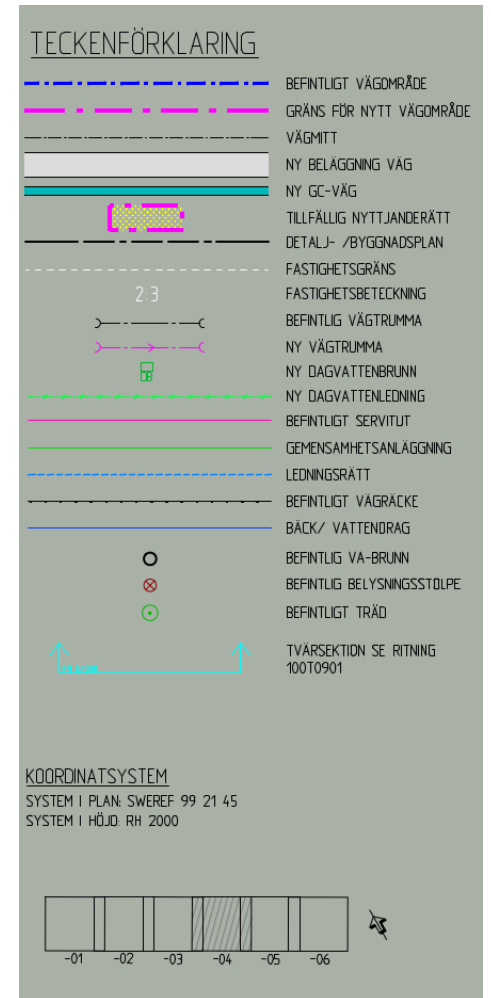 TECKENFÖRKLARING
BEFINTLIGT VÄGOMRÅDE
GRÄNS FÖR NYTT VÄGOMRÅDE
VÄGMITT
NY BELÄGGNING VÄG
NY GC-VÄG
TILLFÄLLIG NYTTJANDERÄTT
DETALJ- /BYGGNADSPLAN
FASTIGHETSGRÄNS
2:3 FASTIGHETSBETECKNING
BEFINTLIG VÄGTRUMMA
NY VÄGTRUMMA
DB NY DAGVATTENBRUNN
NY DAGVATTENLEDNING
BEFINTLIGT SERVITUT
GEMENSAMHETSANLÄGGNING
LEDNINGSRÄTT
BEFINTLIGT VÄGRÄCKE
BÄCK/ VATTENDRAG
BEFINTLIG VA-BRUNN
BEFINTLIG BELYSNINGSSTOLPE
BEFINTLIGT TRÄD
TVÄRSEKTION SE RITNING
100T0901
KOORDINATSYSTEM
SYSTEM I PLAN: SWEREF 99 21 45
SYSTEM I HÖJD: RH 2000
-01 -02 -03 -04 -05 -06